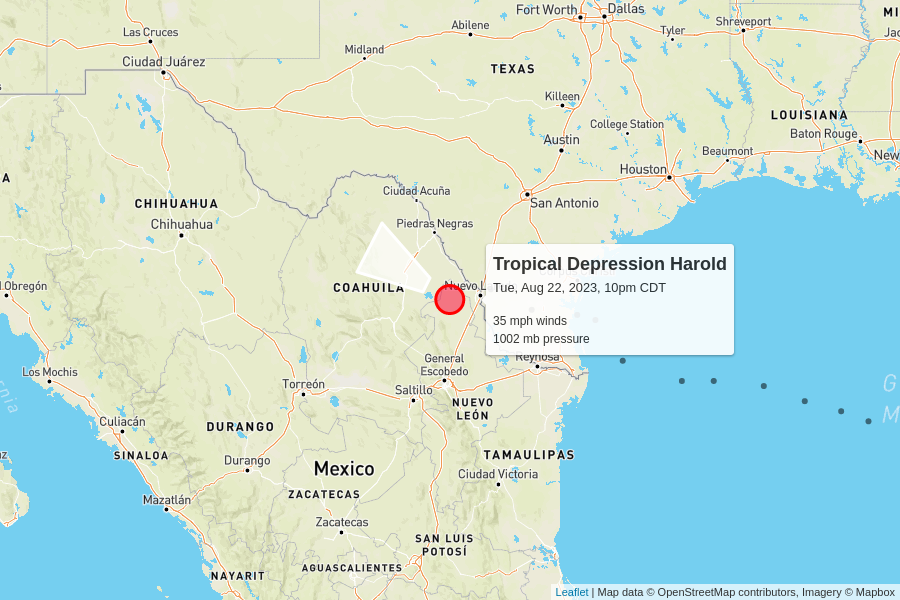 Fort Worth
Dallas
Abilene
Shreveport
MI
Las Cruces
Tyler
Jac
Midland
Ciudad Juárez
TEXAS
Killeen
LOUISIANA
College Station
Austin
Baton Rouge
Beaumont
New
Houston
A
Ciudad Acuña
CHIHUAHUA
San Antonio
Chihuahua
Piedras Negras
Tropical Depression Harold
Obregón
COAHUILA
Nuevo L
Tue, Aug 22, 2023, 10pm CDT
35 mph winds
1002 mb pressure
Reynosa
General
Escobedo
Los Mochis
Torreón
Saltillo
G
NUEVO
LEÓN
M
Culiacán
DURANGO
SINALOA
TAMAULIPAS
Durango
Mexico
Ciudad Victoria
ZACATECAS
Mazatlán
Zacatecas
SAN LUIS
POTOSÍ
AGUASCALIENTES
NAYARIT
Leaflet | Map data © OpenStreetMap contributors, Imagery © Mapbox